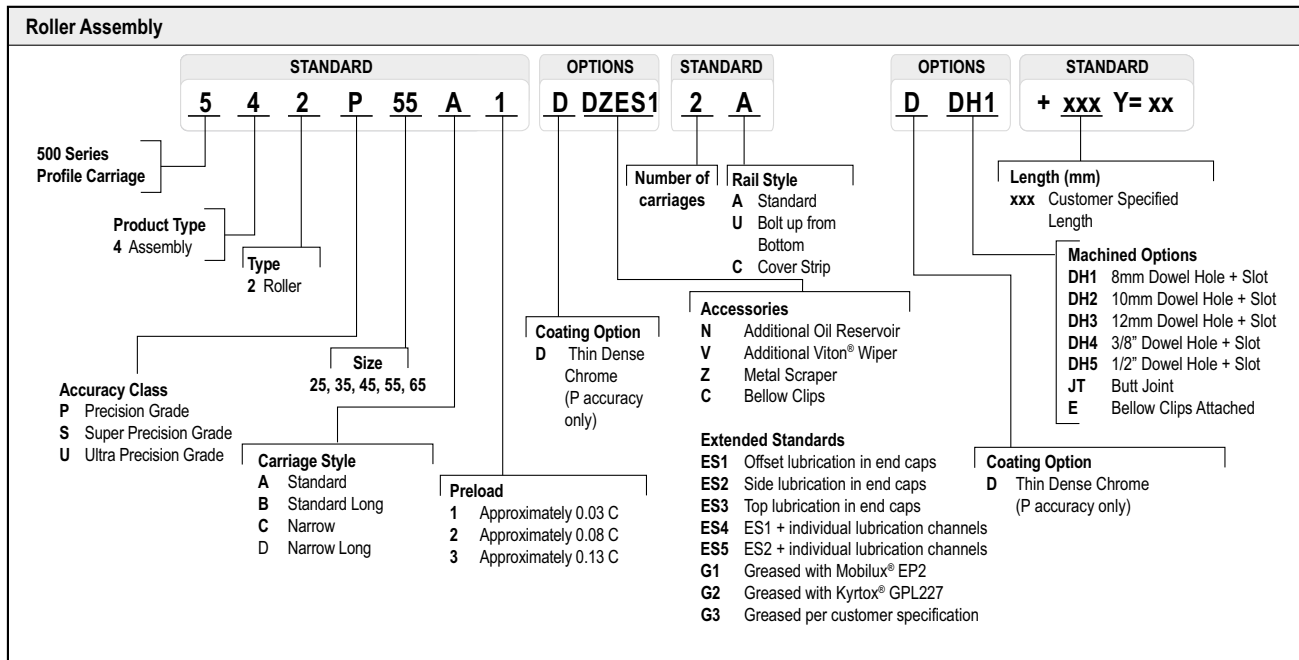 Roller Assembly
STANDARD OPTIONS STANDARD OPTIONS STANDARD
5 4 2 P 55 A 1 D DZES1 2 A D DH1 + xxx Y= xx
500 Series
Profile Carriage
Product Type
4 Assembly
Type
2 Roller
Accuracy Class
P Precision Grade
S Super Precision Grade
U Ultra Precision Grade
Size
25, 35, 45, 55, 65
Carriage Style
A Standard
B Standard Long
C Narrow
D Narrow Long
Preload
1 Approximately 0.03 C
2 Approximately 0.08 C
3 Approximately 0.13 C
Coating Option
D Thin Dense
Chrome
(P accuracy
only)
Number of
carriages
Rail Style
A Standard
U Bolt up from
Bottom
C Cover Strip
Accessories
N Additional Oil Reservoir
V Additional Viton® Wiper
Z Metal Scraper
C Bellow Clips
Extended Standards
ES1 Offset lubrication in end caps
ES2 Side lubrication in end caps
ES3 Top lubrication in end caps
ES4 ES1 + individual lubrication channels
ES5 ES2 + individual lubrication channels
G1 Greased with Mobilux® EP2
G2 Greased with Kyrtox® GPL227
G3 Greased per customer specification
Length (mm)
xxx Customer Specified
Length
Machined Options
DH1 8mm Dowel Hole + Slot
DH2 10mm Dowel Hole + Slot
DH3 12mm Dowel Hole + Slot
DH4 3/8” Dowel Hole + Slot
DH5 1/2” Dowel Hole + Slot
JT Butt Joint
E Bellow Clips Attached
Coating Option
D Thin Dense Chrome
(P accuracy only)